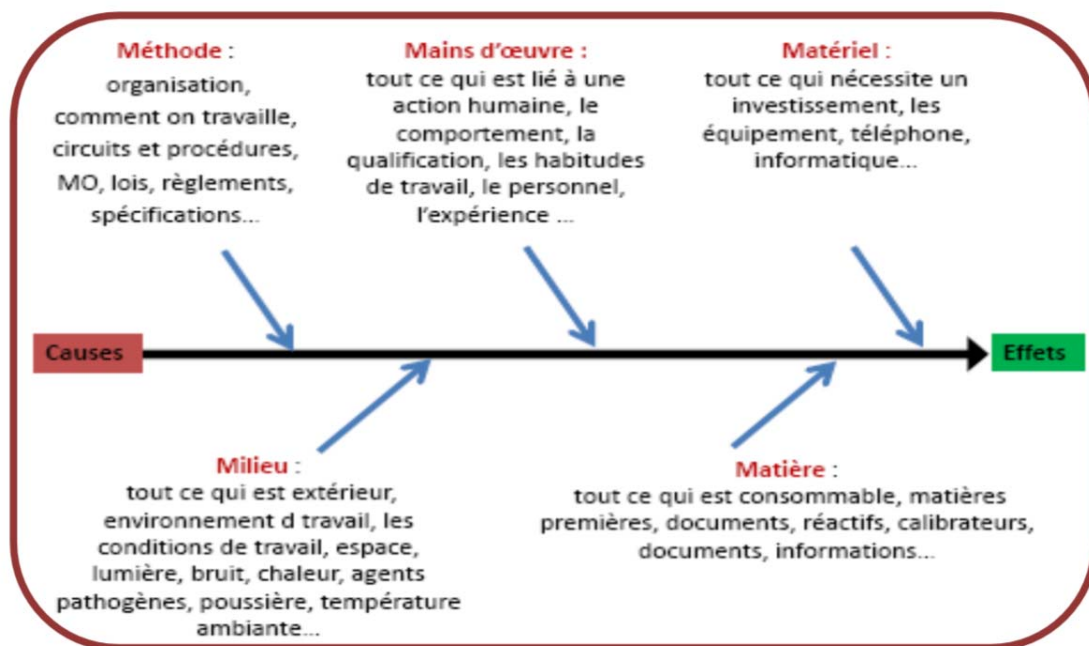 Méthode :
organisation,
comment on travaille,
circuits et procédures,
MO, lois, règlements,
spécifications...
Mains d'œuvre :
tout ce qui est lié à une
action humaine, le
comportement, la
qualification, les habitudes
de travail, le personnel,
l'expérience ...
Matériel :
tout ce qui nécessite un
investissement, les
équipement, téléphone,
informatique...
Causes
Effets
Milieu :
tout ce qui est extérieur,
environnement d travail, les
conditions de travail, espace,
lumière, bruit, chaleur, agents
pathogènes, poussière, température
ambiante...
Matière :
tout ce qui est consommable, matières
premières, documents, réactifs, calibrateurs,
documents, informations...